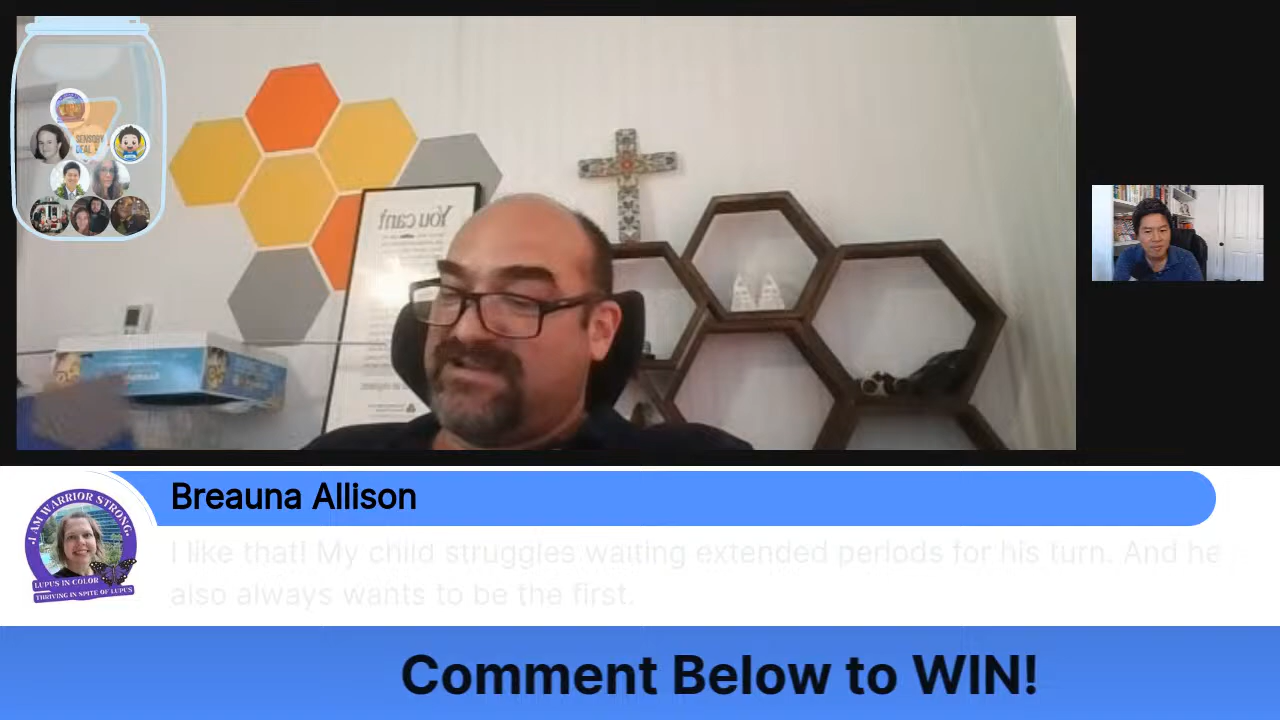 SENSORY
DEAL
You can't
Breauna Allison
I AM WARRIOR STRONG
LUPUS IN COLOR
THRIVING IN SPITE OF LUPUS
I like that! My child struggles waiting extended periods for his turn. And he
also always wants to be the first.
Comment Below to WIN!